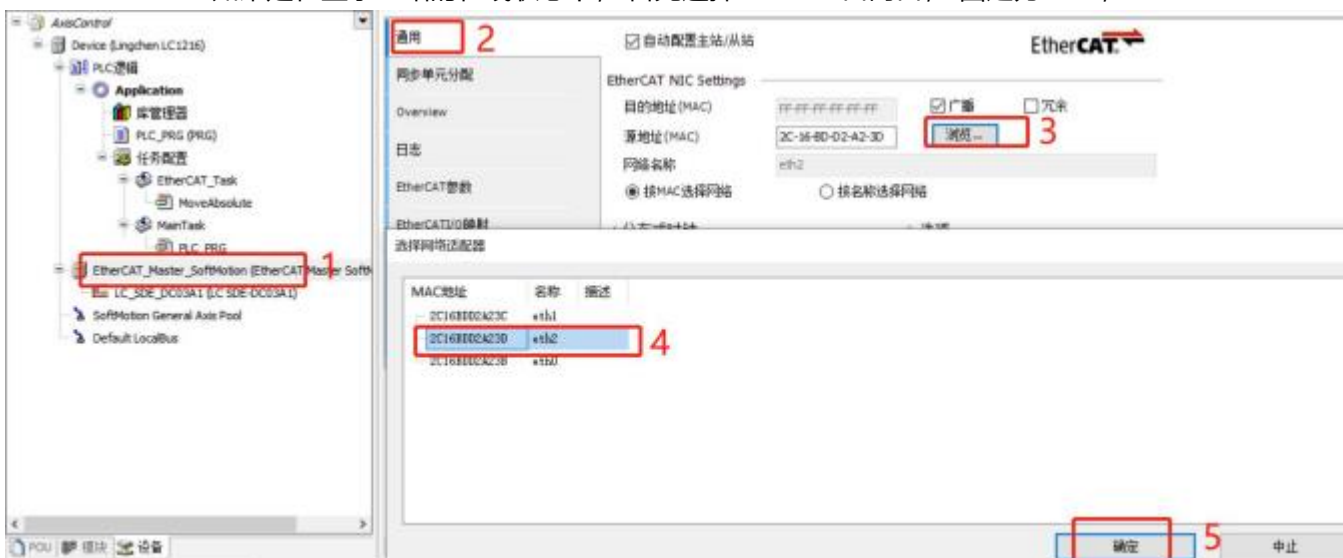 AxisControl
Device (Lingchen LC1216)
PLC逻辑
Application
库管理器
PLC_PRG (PRG)
任务配置
EtherCAT_Task
MoveAbsolute
MainTask
PLC_PRG
EtherCAT_Master_SoftMotion (EtherCAT Master SoftM
1
LC_SDE_DC03A1 (LC SDE-DC03A1)
SoftMotion General Axis Pool
Default LocalBus
POU 模块 设备
通用
2
同步单元分配
Overview
日志
EtherCAT参数
EtherCATI/O映射
自动配置主站/从站
EtherCAT
EtherCAT NIC Settings
目的地址(MAC) FF-FF-FF-FF-FF-FF 广播 冗余
源地址(MAC) 2C-16-BD-D2-A2-3D 浏览... 3
网络名称 eth2
按MAC选择网络 按名称选择网络
选择网络适配器
MAC地址 名称 描述
2C16BDD2A23C eth1
2C16BDD2A23D eth2
4
2C16BDD2A23B eth0
确定 5 中止